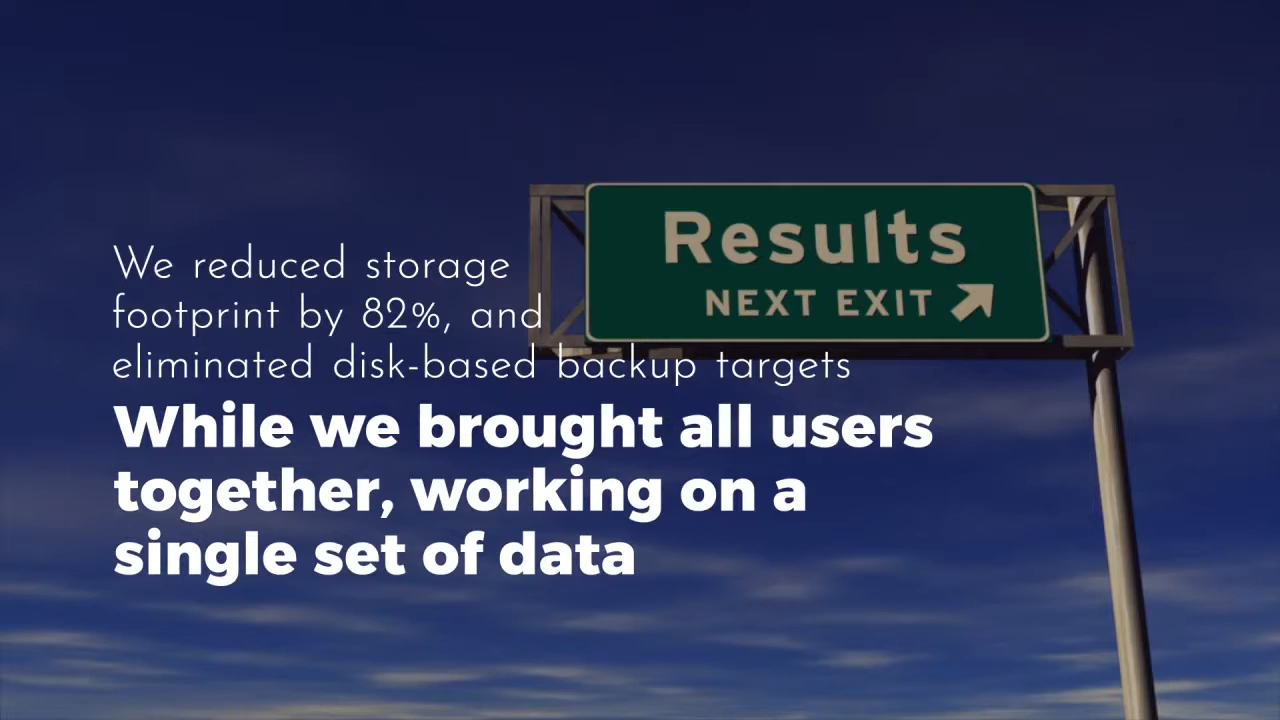 Results
NEXT EXIT
We reduced storage
footprint by 82%, and
eliminated disk-based backup targets
While we brought all users
together, working on a
single set of data